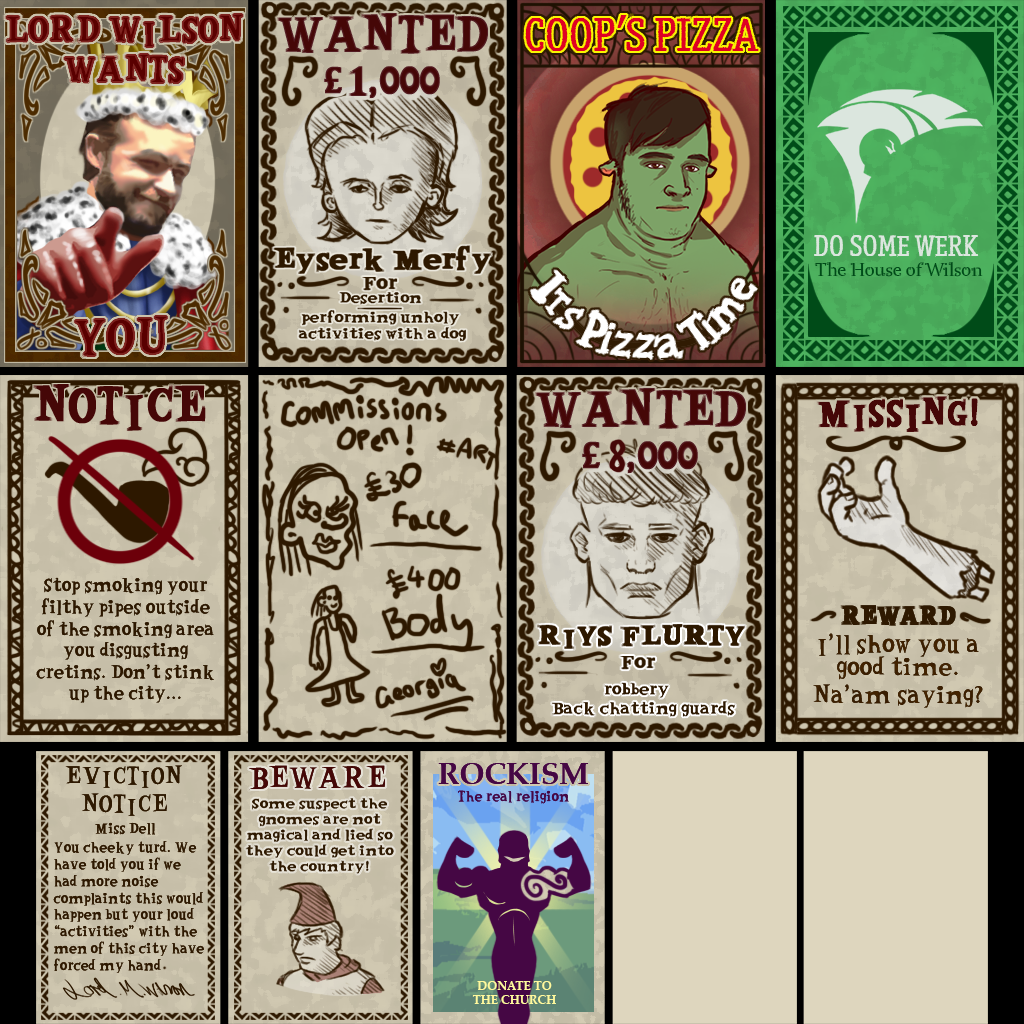 LORD WILSON
WANTS
YOU
WANTED
£1,000
Eyserk Merfy
For
Desertion
performing unholy
activities with a dog
COOP'S PIZZA
Its Pizza Time
DO SOME WERK
The House of Wilson
NOTICE
Stop smoking your
filthy pipes outside
of the smoking area
you disgusting
cretins. Don't stink
up the city...
Commissions
Open!
#ART
£30
Face
£400
Body
Georgia
WANTED
£8,000
RIYS FLURTY
For
robbery
Back chatting guards
MISSING!
REWARD
I'll show you a
good time.
Na'am saying?
EVICTION
NOTICE
Miss Dell
You cheeky turd. We
have told you if we
had more noise
complaints this would
happen but your loud
"activities" with the
men of this city have
forced my hand.
Lord M Wilson
BEWARE
Some suspect the
gnomes are not
magical and lied so
they could get into
the country!
ROCKISM
The real religion
DONATE TO
THE CHURCH